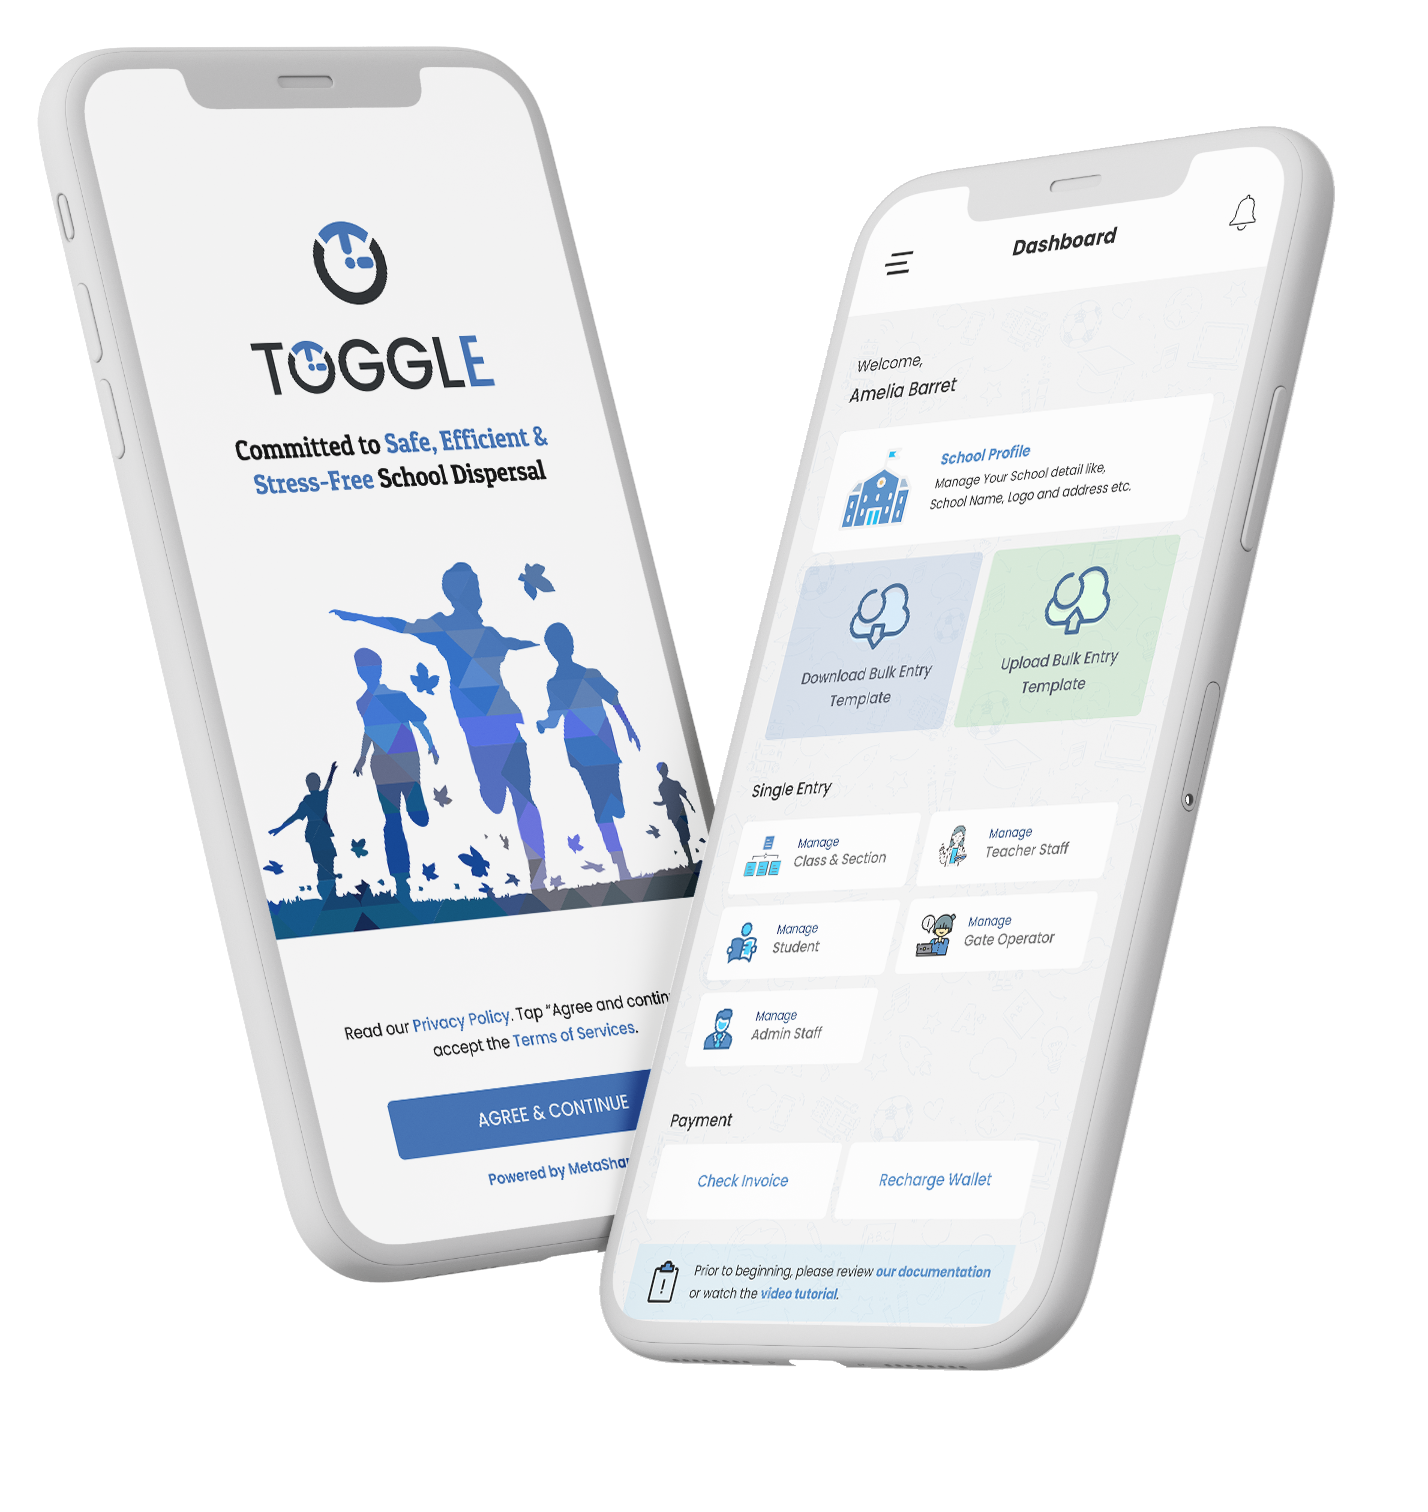 TOGGLE
Committed to Safe, Efficient &
Stress-Free School Dispersal
Read our Privacy Policy. Tap “Agree and
accept the Terms of Services.
AGREE & CONTINUE
Powered by
Dashboard
Welcome,
Amelia Barret
School Profile
Manage Your School detail like,
School Name, Logo and address etc.
Download Bulk Entry
Template
Upload Bulk Entry
Template
Single Entry
Manage
Class & Section
Manage
Teacher Staff
Manage
Student
Manage
Gate Operator
Manage
Admin Staff
Payment
Check Invoice
Recharge Wallet
Prior to beginning, please review our documentation
or watch the video tutorial.